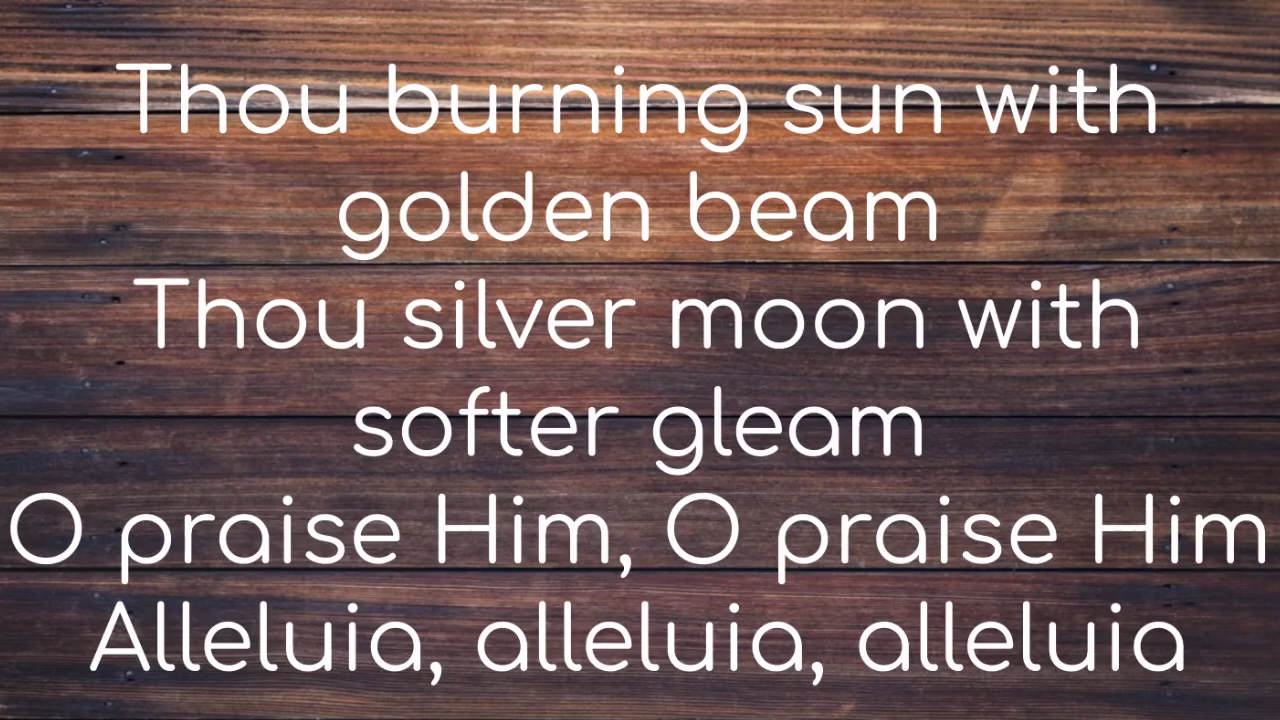 Thou burning sun with
golden beam
Thou silver moon with
softer gleam
O praise Him, O praise Him
Alleluia, alleluia, alleluia